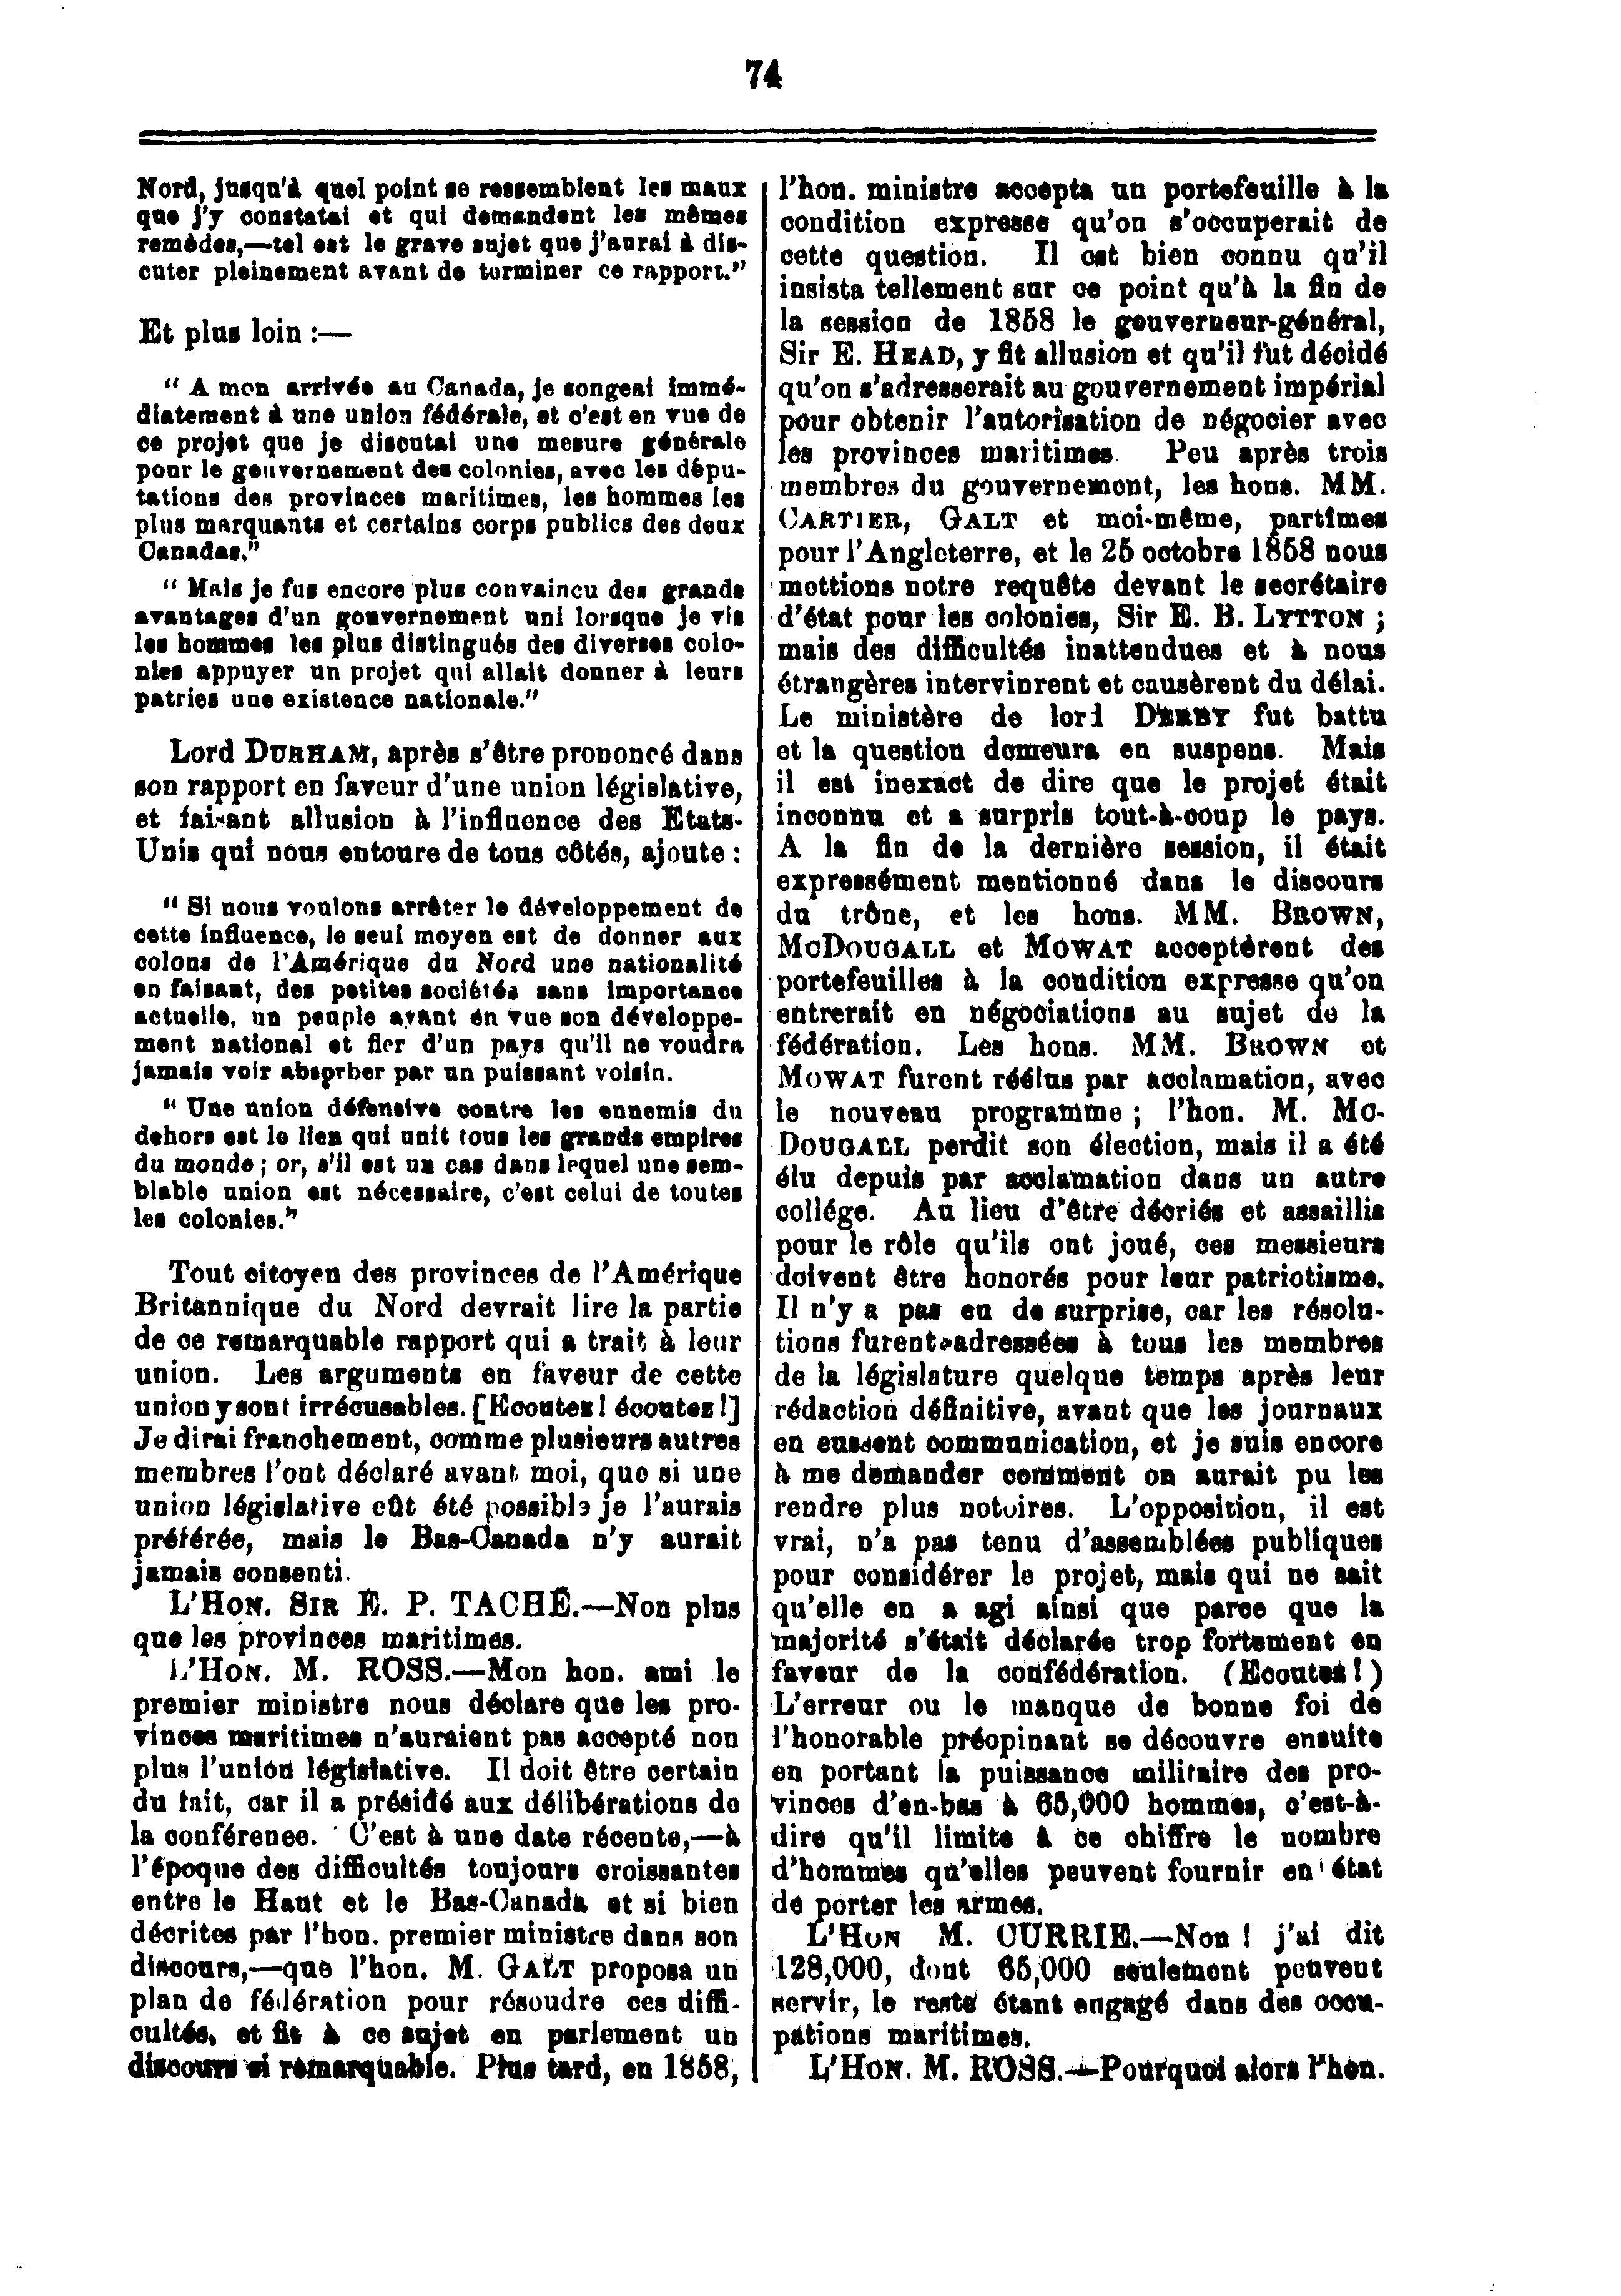 74
Nord, jusqu'à quel point se ressemblent les maux
que j'y constatai et qui demandent les mêmes
remèdes,—tel est le grave sujet que j'aurai à dis-
cuter pleinement avant de terminer ce rapport."
Et plus loin :—
" A mon arrivée au Canada, je songeai immé-
diatement à une union fédérale, et c'est en vue de
ce projet que je discutai une mesure générale
pour le gouvernement des colonies, avec les dépu-
tations des provinces maritimes, les hommes les
plus marquants et certains corps publics des deux
Canadas."
" Mais je fus encore plus convaincu des grands
avantages d'un gouvernement uni lorsque je vis
les hommes les plus distingués des diverses colo-
nies appuyer un projet qui allait donner à leurs
patries une existence nationale."
Lord DURHAM, après s'être prononcé dans
son rapport en faveur d'une union législative,
et faisant allusion à l'influence des Etats-
Unis qui nous entoure de tous côtés, ajoute :
" Si nous voulons arrêter le développement de
cette influence, le seul moyen est de donner aux
colons de l'Amérique du Nord une nationalité
en faisant, des petites sociétés sans importance
actuelle, un peuple ayant en vue son développe-
ment national et fier d'un pays qu'il ne voudra
jamais voir absorber par un puissant voisin.
" Une union défensive contre les ennemis du
dehors est le lien qui unit tous les grands empires
du monde ; or, s'il est un cas dans lequel une sem-
blable union est nécessaire, c'est celui de toutes
les colonies."
Tout citoyen des provinces de l'Amérique
Britannique du Nord devrait lire la partie
de ce remarquable rapport qui a trait à leur
union. Les arguments en faveur de cette
union y sont irrécusables. [Ecoutez ! écoutez !]
Je dirai franchement, comme plusieurs autres
membres l'ont déclaré avant moi, que si une
union législative eût été possible je l'aurais
préférée, mais le Bas-Canada n'y aurait
jamais consenti.
L'HON. SIR E. P. TACHÉ.—Non plus
que les provinces maritimes.
L'HON. M. ROSS.—Mon hon. ami le
premier ministre nous déclare que les pro-
vinces maritimes n'auraient pas accepté non
plus l'union législative. Il doit être certain
du fait, car il a présidé aux délibérations de
la conférence. C'est à une date récente,—à
l'époque des difficultés toujours croissantes
entre le Haut et le Bas-Canada et si bien
décrites par l'hon. premier ministre dans son
discours,—que l'hon. M. GALT proposa un
plan de fédération pour résoudre ces diffi-
cultés, et fit à ce sujet en parlement un
discours si remarquable. Plus tard, en 1858,
l'hon. ministre accepta un portefeuille à la
condition expresse qu'on s'occuperait de
cette question. Il est bien connu qu'il
insista tellement sur ce point qu'à la fin de
la session de 1858 le gouverneur-général,
Sir E. HEAD, y fit allusion et qu'il fut décidé
qu'on s'adresserait au gouvernement impérial
pour obtenir l'autorisation de négocier avec
les provinces maritimes. Peu après trois
membres du gouvernement, les hons. MM.
CARTIER, GALT et moi-même, partîmes
pour l'Angleterre, et le 25 octobre 1858 nous
mettions notre requête devant le secrétaire
d'état pour les colonies, Sir E. B. LYTTON ;
mais des difficultés inattendues et à nous
étrangères intervinrent et causèrent du délai.
Le ministère de lord DERBY fut battu
et la question demeura en suspens. Mais
il est inexact de dire que le projet était
inconnu et a surpris tout-à-coup le pays.
A la fin de la dernière session, il était
expressément mentionné dans le discours
du trône, et les hons. MM. BROWN,
MCDOUGALL et MOWAT acceptèrent des
portefeuilles à la condition expresse qu'on
entrerait en négociations au sujet de la
fédération. Les hons. MM. BROWN et
MOWAT furent réélus par acclamation, avec
le nouveau programme ; l'hon. M. MC-
DOUGALL perdit son élection, mais il a été
élu depuis par acclamation dans un autre
collége. Au lieu d'être décriés et assaillis
pour le rôle qu'ils ont joué, ces messieurs
doivent être honorés pour leur patriotisme.
Il n'y a pas eu de surprise, car les résolu-
tions furent adressées à tous les membres
de la législature quelque temps après leur
rédaction définitive, avant que les journaux
en eussent communication, et je suis encore
à me demander comment on aurait pu les
rendre plus notoires. L'opposition, il est
vrai, n'a pas tenu d'assemblées publiques
pour considérer le projet, mais qui ne sait
qu'elle en a agi ainsi que parce que la
majorité s'était déclarée trop fortement en
faveur de la confédération. (Ecoutez !)
L'erreur ou le manque de bonne foi de
l'honorable préopinant se découvre ensuite
en portant la puissance militaire des pro-
vinces d'en-bas à 65,000 hommes, c'est-à-
dire qu'il limite à ce chiffre le nombre
d'hommes qu'elles peuvent fournir en état
de porter les armes.
L'HON M. CURRIE.—Non ! j'ai dit
128,000, dont 65,000 seulement peuvent
servir, le reste étant engagé dans des occu-
pations maritimes.
L'HON. M. ROSS.—Pourquoi alors l'hon.